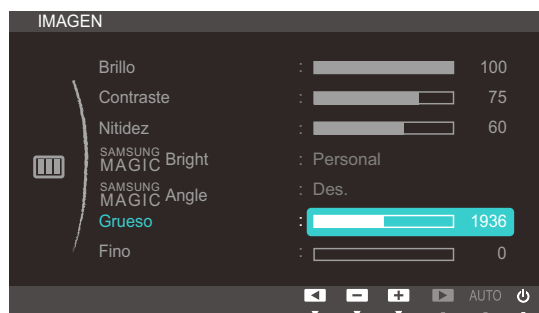 IMAGEN
Brillo : 100
Contraste : 75
Nitidez : 60
SAMSUNG MAGIC Bright : Personal
SAMSUNG MAGIC Angle : Des.
Grueso : 1936
Fino : 0
AUTO